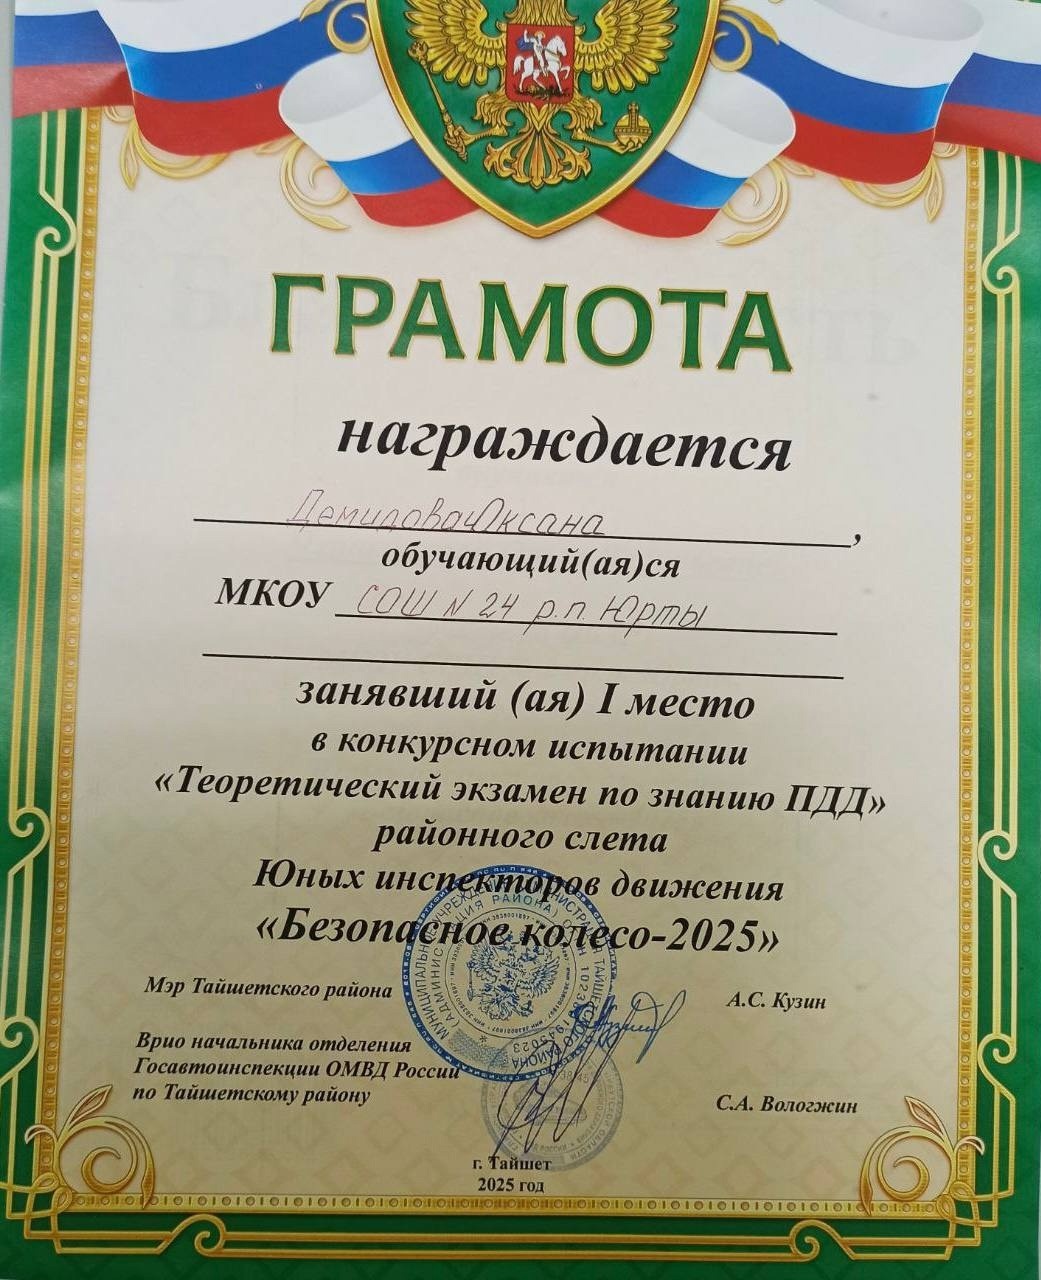 ГРАМОТА
награждается
Демидова Оксана,
обучающий(ая)ся
МКОУ СОШ N 24 р.п. Юрты
занявший (ая) I место
в конкурсном испытании
«Теоретический экзамен по знанию ПДД»
районного слета
Юных инспекторов движения
«Безопасное колесо-2025»
Мэр Тайшетского района
А.С. Кузин
Врио начальника отделения
Госавтоинспекции ОМВД России
по Тайшетскому району
С.А. Вологжин
г. Тайшет
2025 год